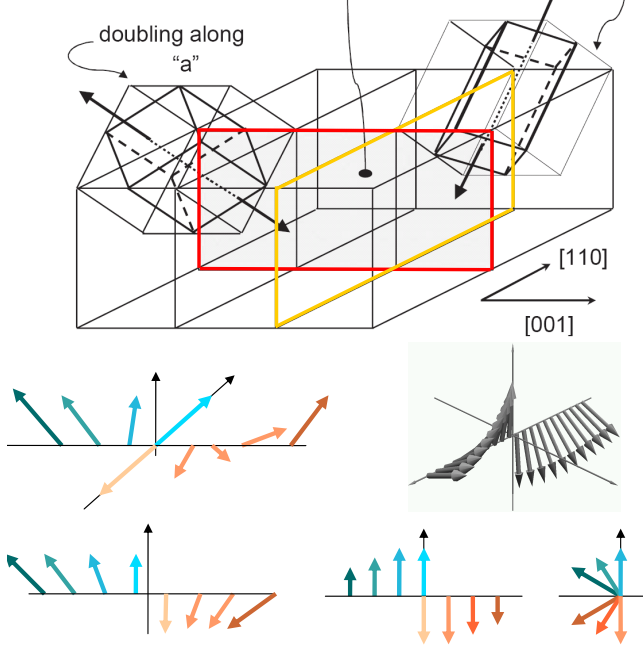 doubling along
“a”
[110]
[001]